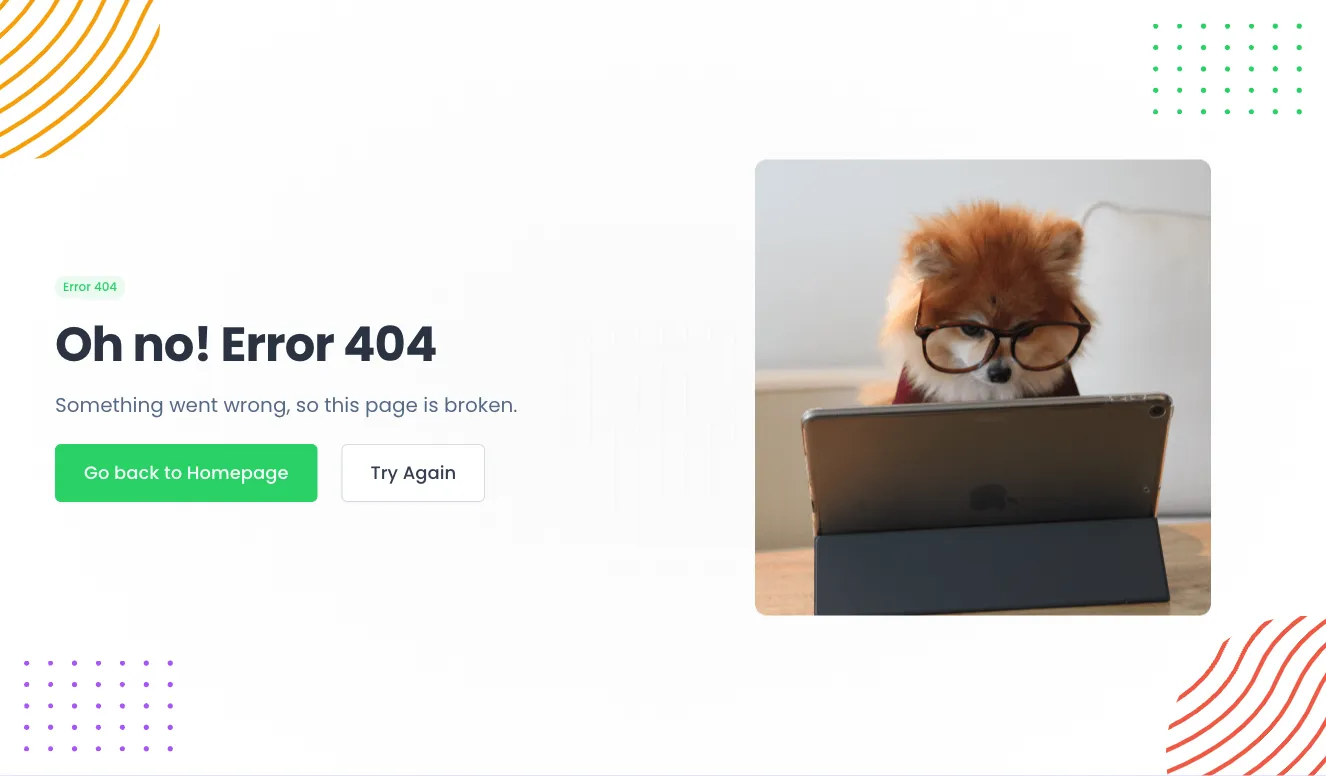 Error 404
Oh no! Error 404
Something went wrong, so this page is broken.
Go back to Homepage
Try Again